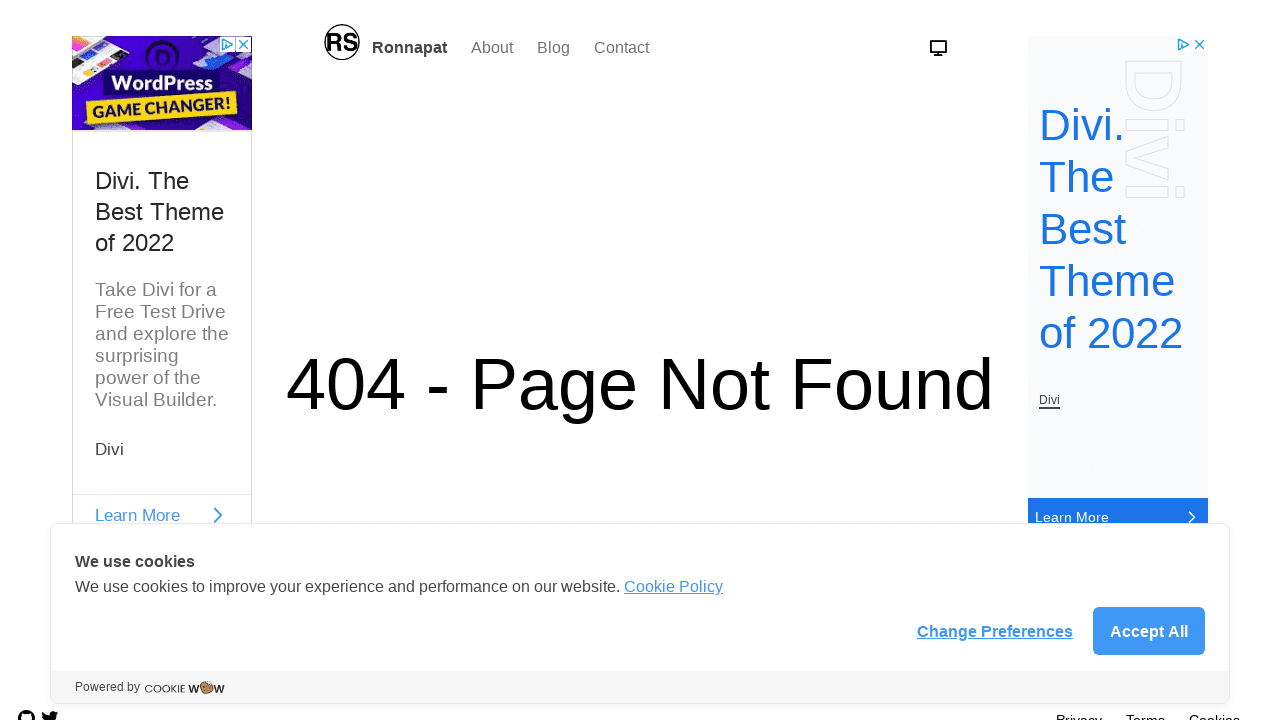 RS Ronnapat About Blog Contact
WordPress
GAME CHANGER!
Divi. The
Best Theme
of 2022
Take Divi for a
Free Test Drive
and explore the
surprising
power of the
Visual Builder.
Divi
Learn More
404 - Page Not Found
Divi
Divi.
The
Best
Theme
of 2022
Divi
Learn More
We use cookies
We use cookies to improve your experience and performance on our website. Cookie Policy
Change Preferences Accept All
Powered by COOKIE WOW
Privacy Terms Cookies